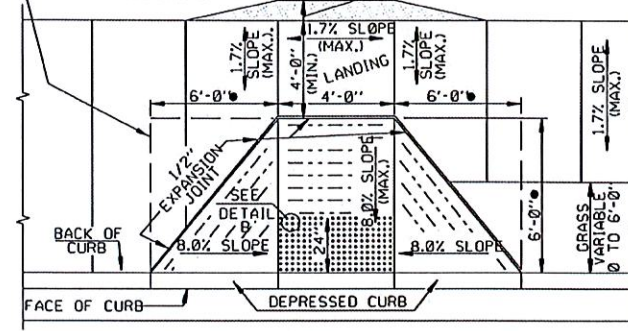 1.7% SLOPE
(MAX.)
1.7% SLOPE
(MAX.)
4'-0"
(MIN.)
LANDING
1.7%
SLOPE
(MAX.)
1.7% SLOPE
(MAX.)
6'-0"●
4'-0"
6'-0"●
1/2"
EXPANSION
JOINT
SEE
DETAIL
B
8.0% SLOPE
(MAX.)
24"
6'-0"●
GRASS
VARIABLE
0 TO 6'-0"
BACK OF
CURB
8.0% SLOPE
8.0% SLOPE
FACE OF CURB
DEPRESSED CURB